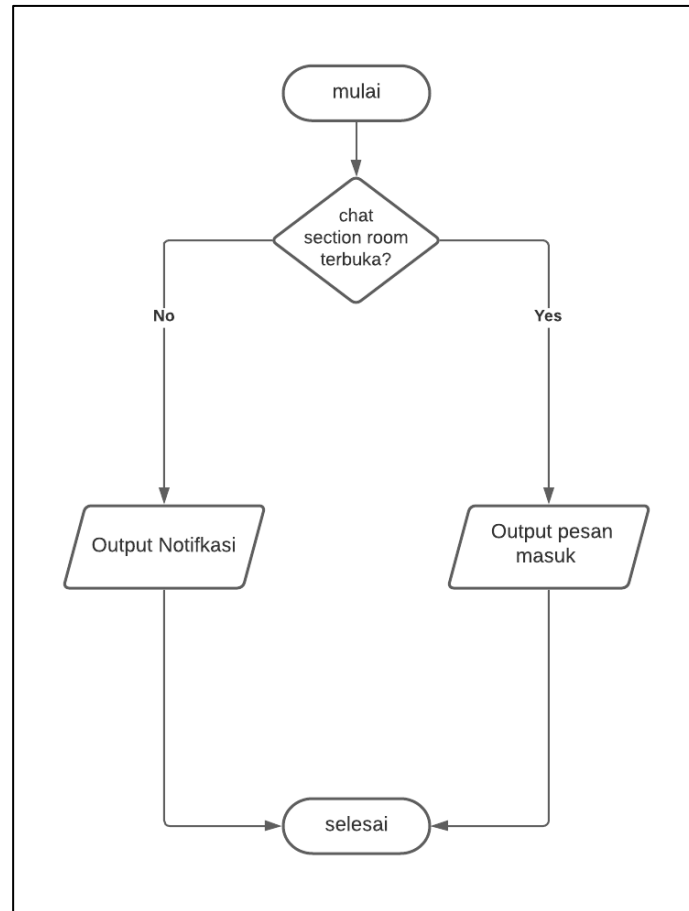 mulai
chat
section room
terbuka?
No
Yes
Output Notifkasi
Output pesan
masuk
selesai